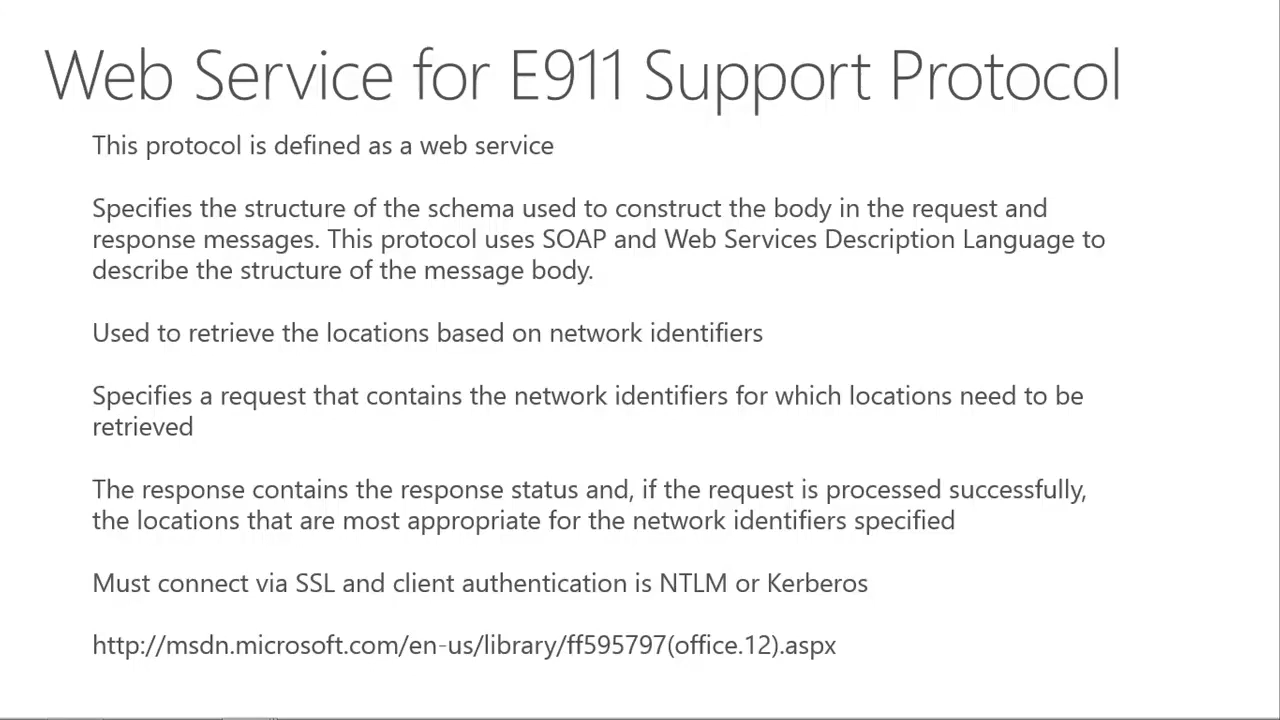 Web Service for E911 Support Protocol
This protocol is defined as a web service
Specifies the structure of the schema used to construct the body in the request and
response messages. This protocol uses SOAP and Web Services Description Language to
describe the structure of the message body.
Used to retrieve the locations based on network identifiers
Specifies a request that contains the network identifiers for which locations need to be
retrieved
The response contains the response status and, if the request is processed successfully,
the locations that are most appropriate for the network identifiers specified
Must connect via SSL and client authentication is NTLM or Kerberos
http://msdn.microsoft.com/en-us/library/ff595797(office.12).aspx